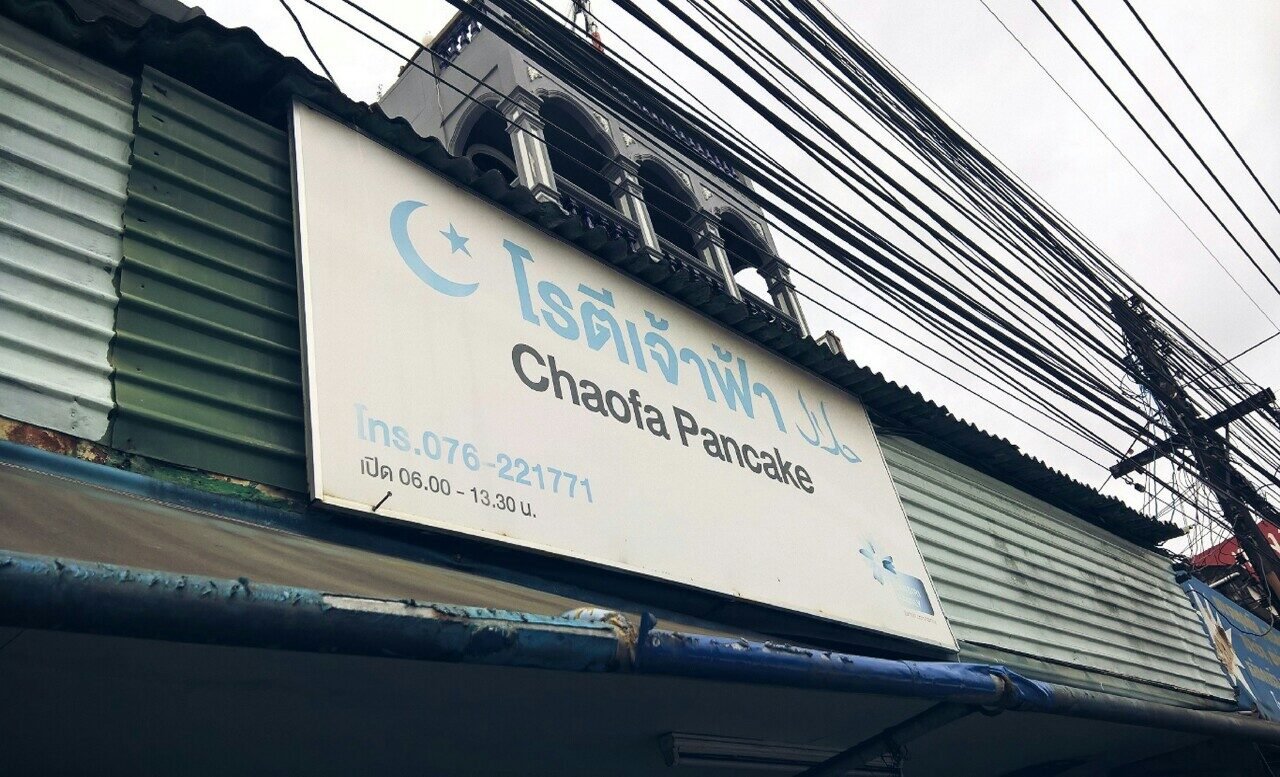 โรตีเจ้าฟ้า حلال
Chaofa Pancake
โทร.076-221771
เปิด 06.00 - 13.30 น.